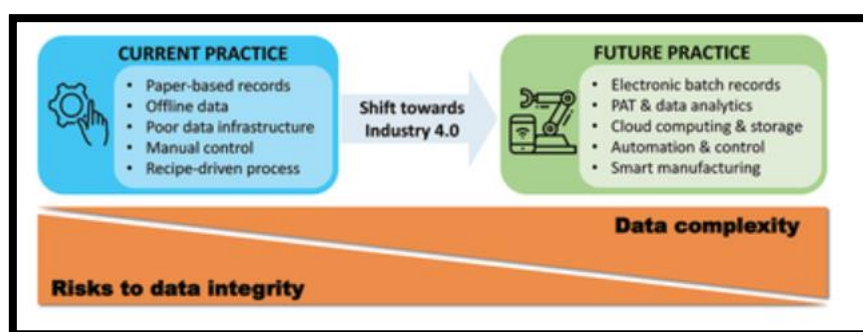 CURRENT PRACTICE
• Paper-based records
• Offline data
• Poor data infrastructure
• Manual control
• Recipe-driven process
Shift towards
Industry 4.0
FUTURE PRACTICE
• Electronic batch records
• PAT & data analytics
• Cloud computing & storage
• Automation & control
• Smart manufacturing
Data complexity
Risks to data integrity